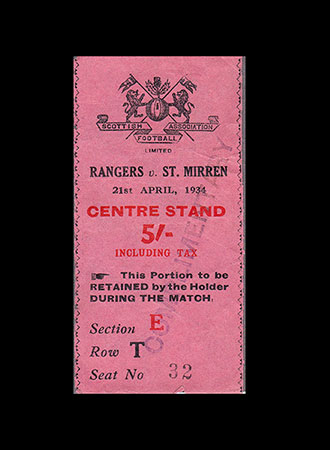 SCOTTISH ASSOCIATION
FOOTBALL
LIMITED
RANGERS v. ST. MIRREN
21st APRIL, 1934
CENTRE STAND
5/-
INCLUDING TAX
☛ This Portion to be
RETAINED by the Holder
DURING THE MATCH.
Section E
Row T
Seat No 32
COMPLIMENTARY